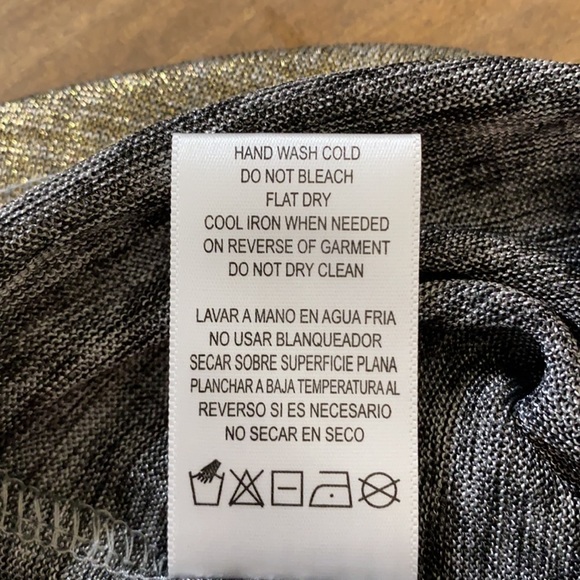 HAND WASH COLD
DO NOT BLEACH
FLAT DRY
COOL IRON WHEN NEEDED
ON REVERSE OF GARMENT
DO NOT DRY CLEAN
LAVAR A MANO EN AGUA FRIA
NO USAR BLANQUEADOR
SECAR SOBRE SUPERFICIE PLANA
PLANCHAR A BAJA TEMPERATURA AL
REVERSO SI ES NECESARIO
NO SECAR EN SECO